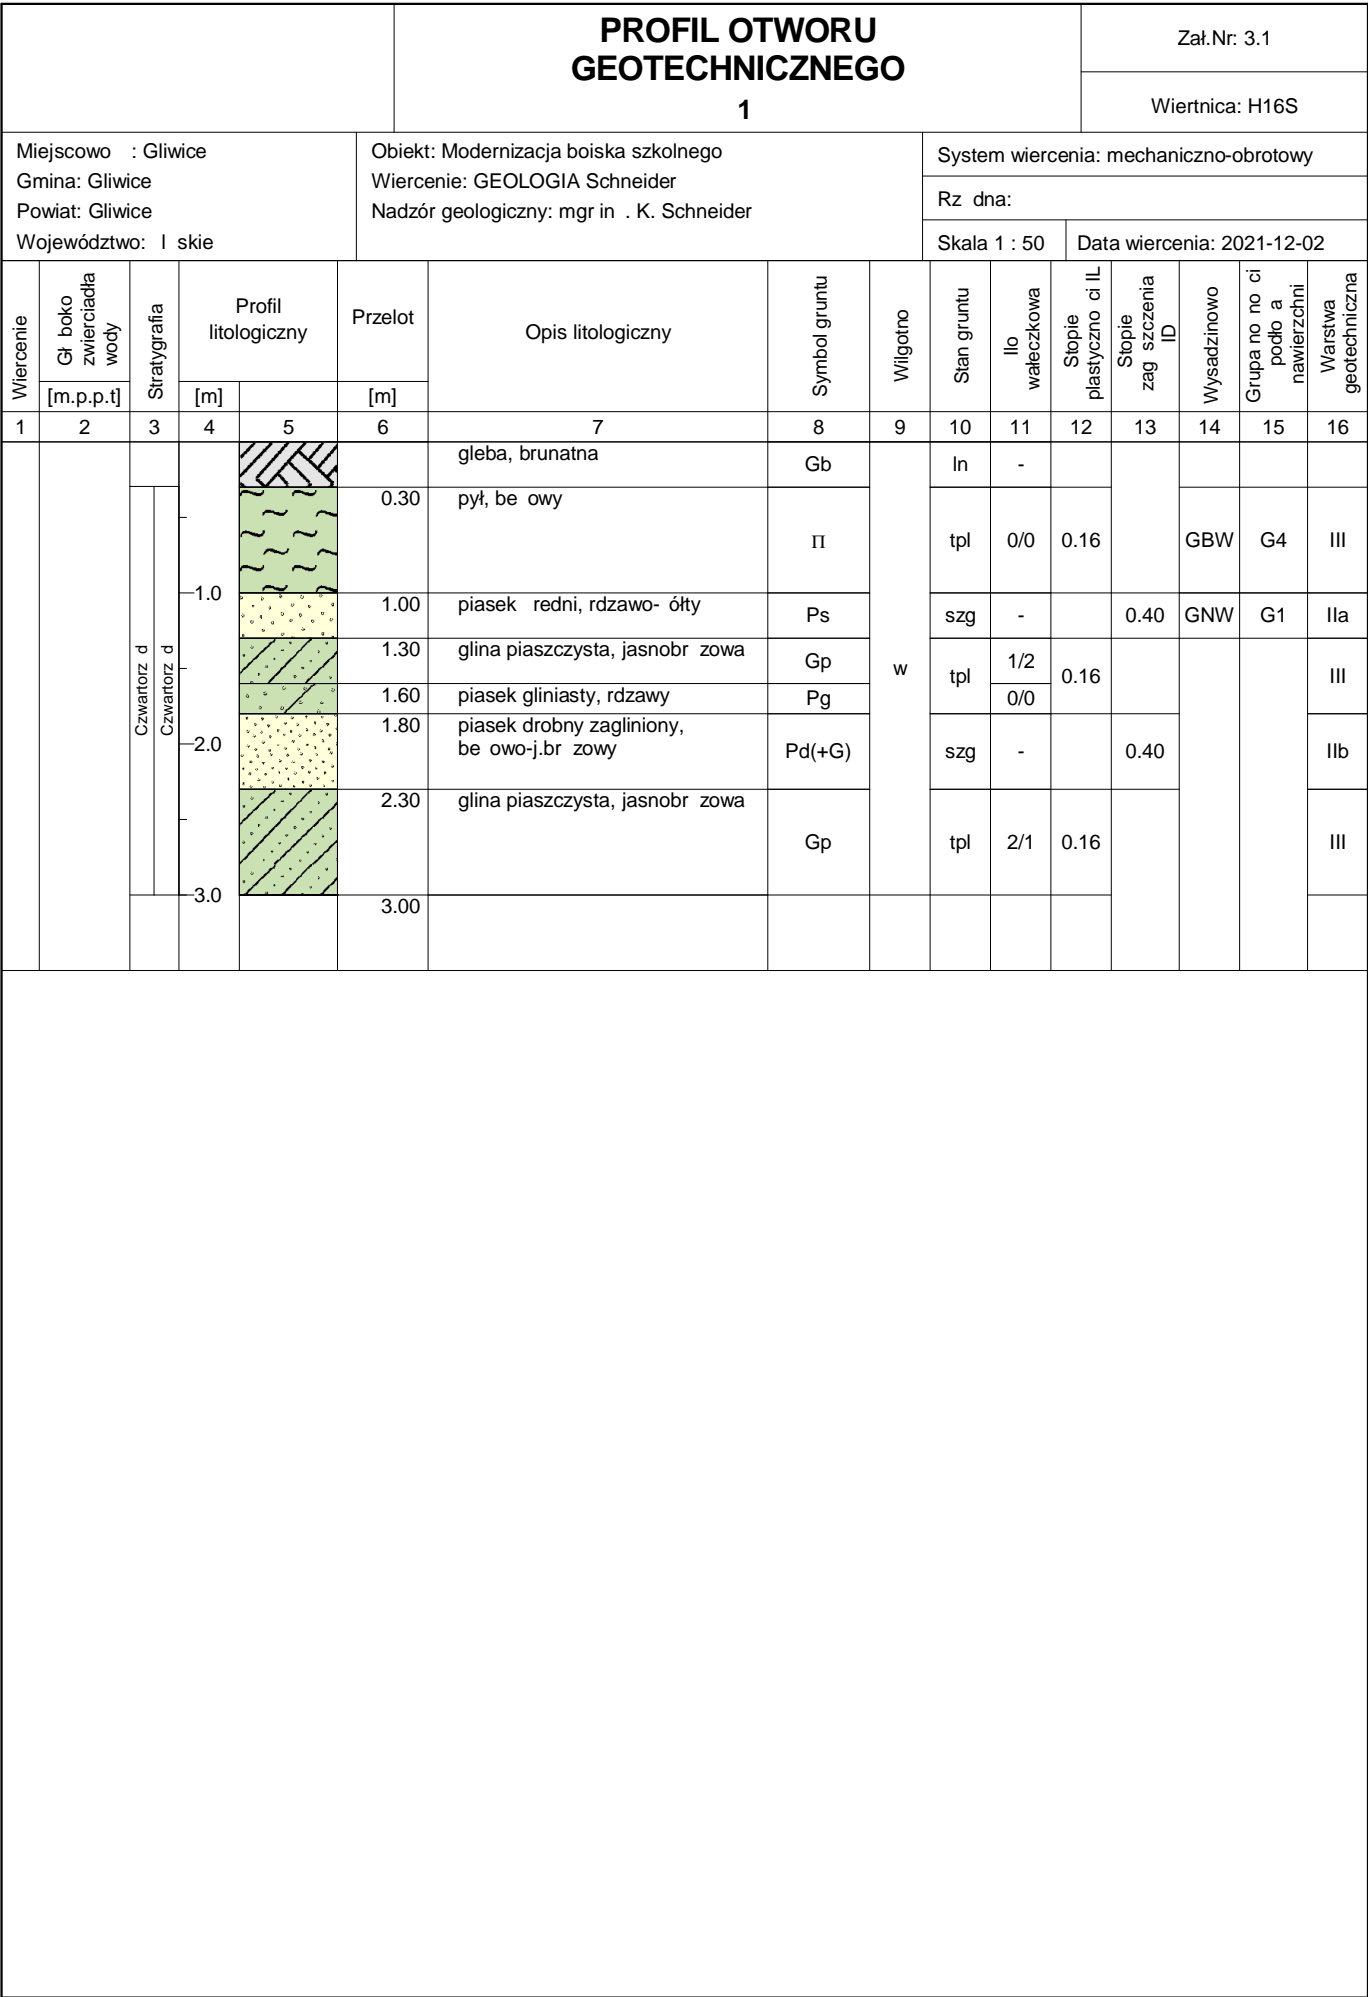 PROFIL OTWORU
GEOTECHNICZNEGO
1
Zał.Nr: 3.1
Wiertnica: H16S
Miejscowo : Gliwice
Gmina: Gliwice
Powiat: Gliwice
Województwo: l skie
Obiekt: Modernizacja boiska szkolnego
Wiercenie: GEOLOGIA Schneider
Nadzór geologiczny: mgr in . K. Schneider
System wiercenia: mechaniczno-obrotowy
Rz dna:
Skala 1 : 50
Data wiercenia: 2021-12-02
Wiercenie
Gł boko
zwierciadła
wody
[m.p.p.t]
Stratygrafia
Profil
litologiczny
[m]
Przelot
[m]
Opis litologiczny
Symbol gruntu
Wilgotno
Stan gruntu
Ilo
wałeczkowa
Stopie
plastyczno ci IL
Stopie
zag szczenia
ID
Wysadzinowo
Grupa no no ci
podło a
nawierzchni
Warstwa
geotechniczna
1 2 3 4 5 6 7 8 9 10 11 12 13 14 15 16
gleba, brunatna Gb ln -
0.30 pył, be owy Π tpl 0/0 0.16 GBW G4 III
1.0
1.00 piasek redni, rdzawo- ółty Ps szg - 0.40 GNW G1 IIa
1.30 glina piaszczysta, jasnobr zowa Gp 1/2
w tpl 0.16 III
1.60 piasek gliniasty, rdzawy Pg 0/0
Czwartorz d
Czwartorz d
1.80 piasek drobny zagliniony,
be owo-j.br zowy
2.0 Pd(+G) szg - 0.40 IIb
2.30 glina piaszczysta, jasnobr zowa
Gp tpl 2/1 0.16 III
3.0
3.00